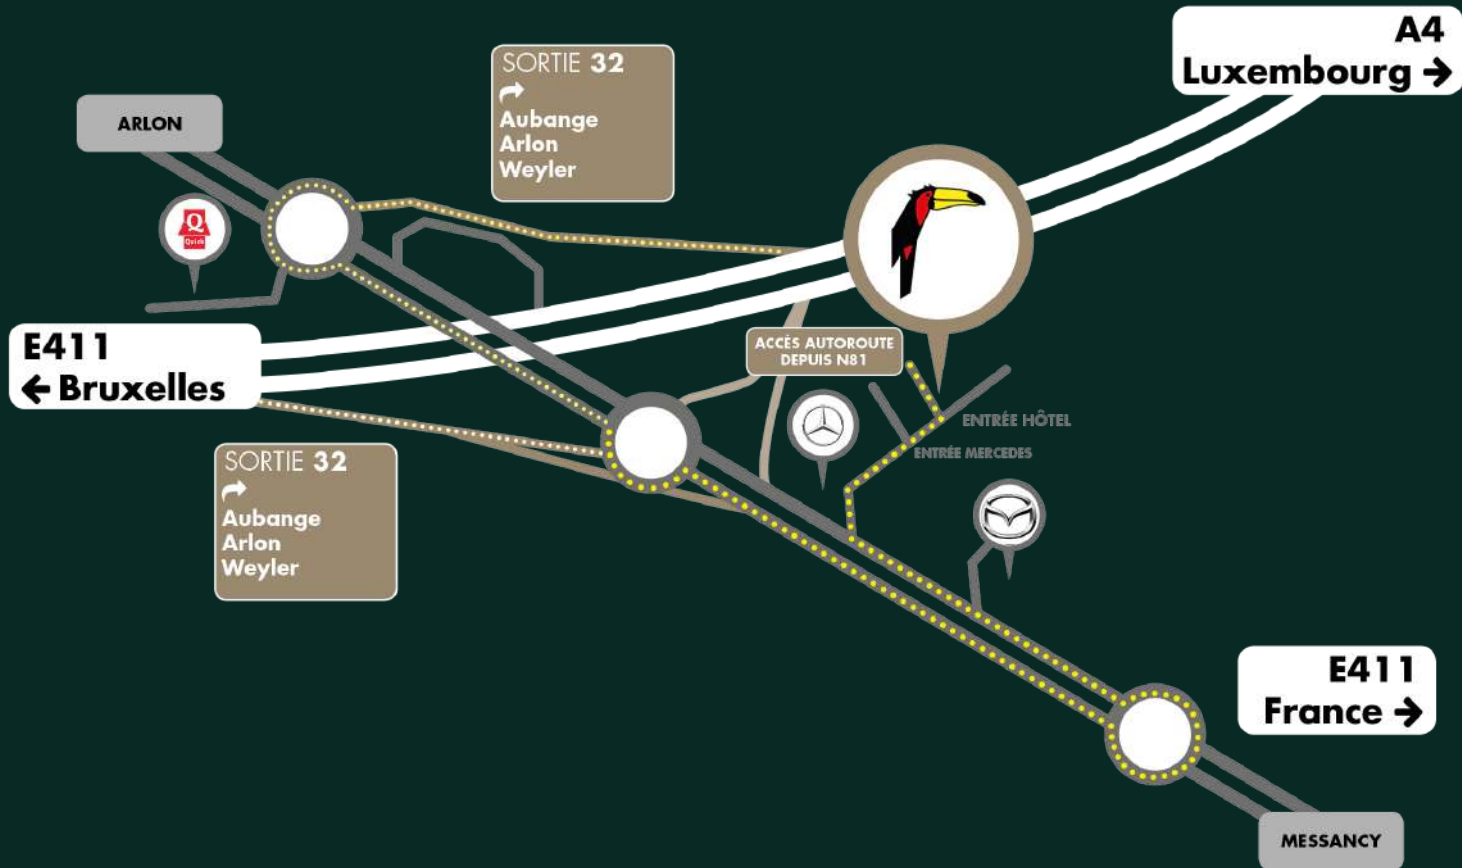 A4
Luxembourg →
SORTIE 32
Aubange
Arlon
Weyler
ARLON
Q
Quick
E411
← Bruxelles
ACCÈS AUTOROUTE
DEPUIS N81
ENTRÉE HÔTEL
ENTRÉE MERCEDES
SORTIE 32
Aubange
Arlon
Weyler
E411
France →
MESSANCY